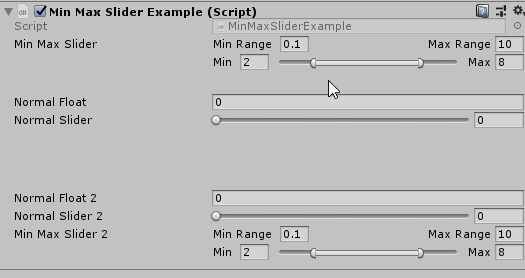 Min Max Slider Example (Script)
Script MinMaxSliderExample
Min Max Slider Min Range 0.1 Max Range 10
Min 2 Max 8
Normal Float 0
Normal Slider 0
Normal Float 2 0
Normal Slider 2 0
Min Max Slider 2 Min Range 0.1 Max Range 10
Min 2 Max 8